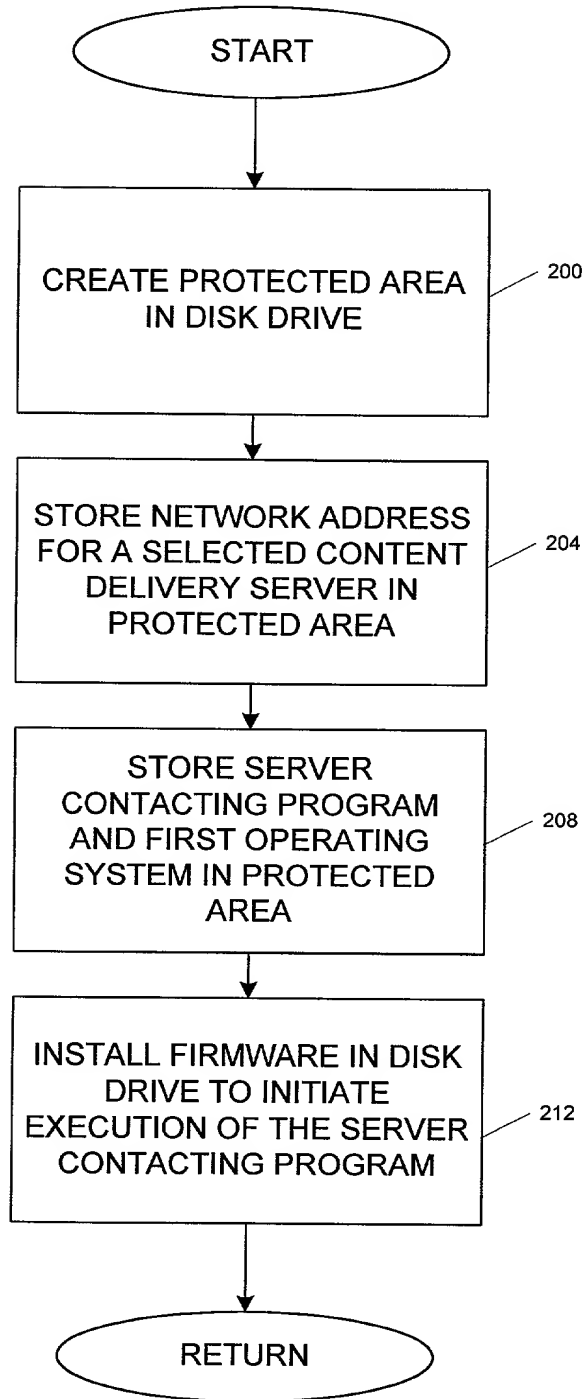 START
CREATE PROTECTED AREA
IN DISK DRIVE
200
STORE NETWORK ADDRESS
FOR A SELECTED CONTENT
DELIVERY SERVER IN
PROTECTED AREA
204
STORE SERVER
CONTACTING PROGRAM
AND FIRST OPERATING
SYSTEM IN PROTECTED
AREA
208
INSTALL FIRMWARE IN DISK
DRIVE TO INITIATE
EXECUTION OF THE SERVER
CONTACTING PROGRAM
212
RETURN